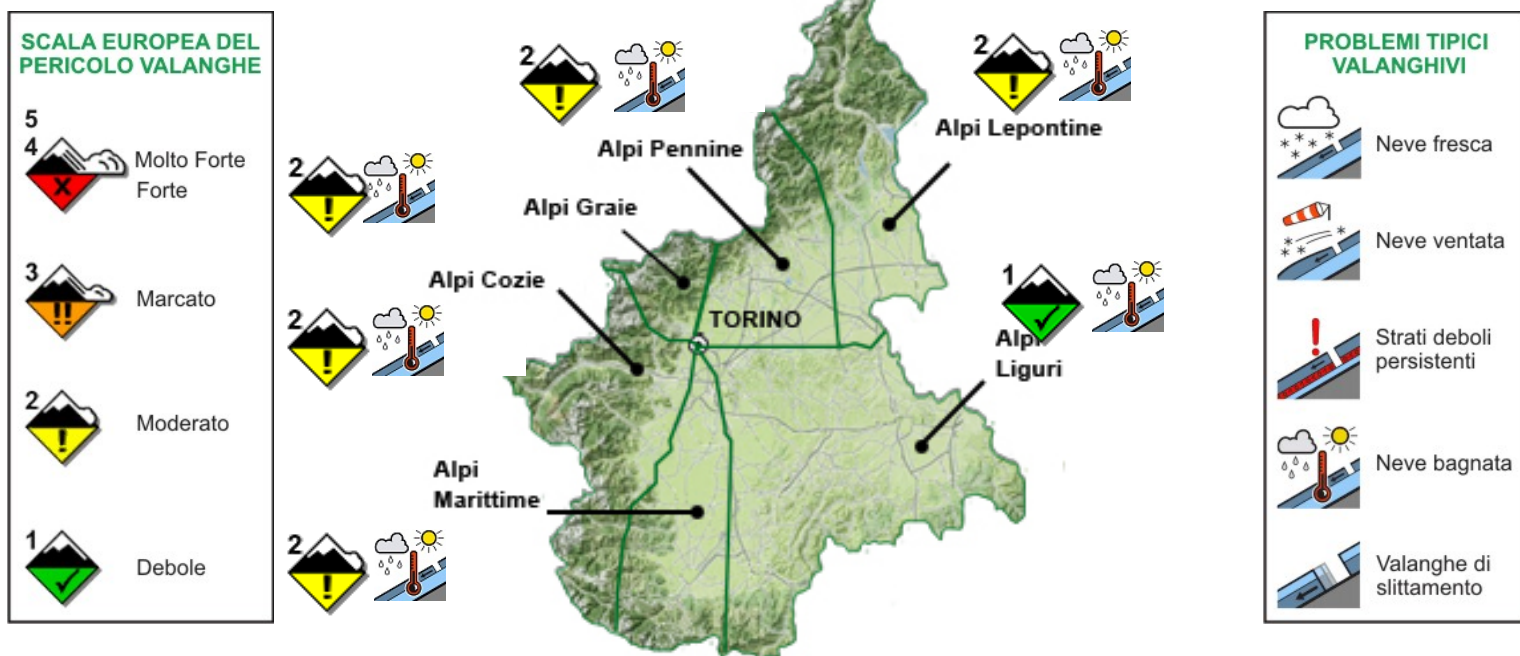 SCALA EUROPEA DEL
PERICOLO VALANGHE
5
4
Molto Forte
Forte
3
Marcato
2
Moderato
1
Debole
2
2
2
2
2
1
Alpi Lepontine
Alpi Pennine
Alpi Graie
Alpi Cozie
TORINO
Alpi
Liguri
Alpi
Marittime
PROBLEMI TIPICI
VALANGHIVI
Neve fresca
Neve ventata
Strati deboli
persistenti
Neve bagnata
Valanghe di
slittamento